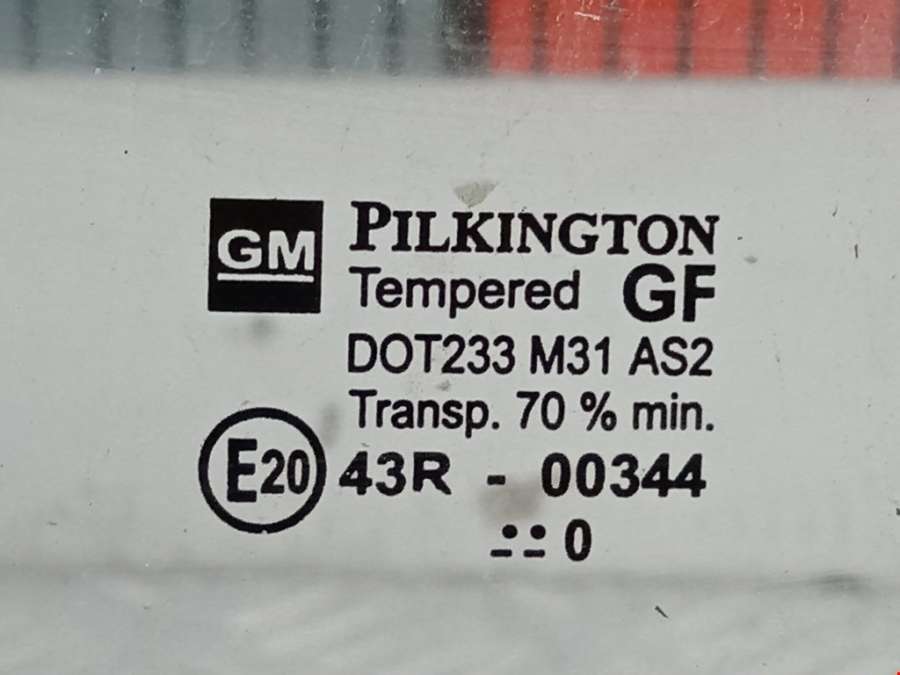 GM PILKINGTON
Tempered GF
DOT233 M31 AS2
Transp. 70 % min.
E20 43R - 00344
0